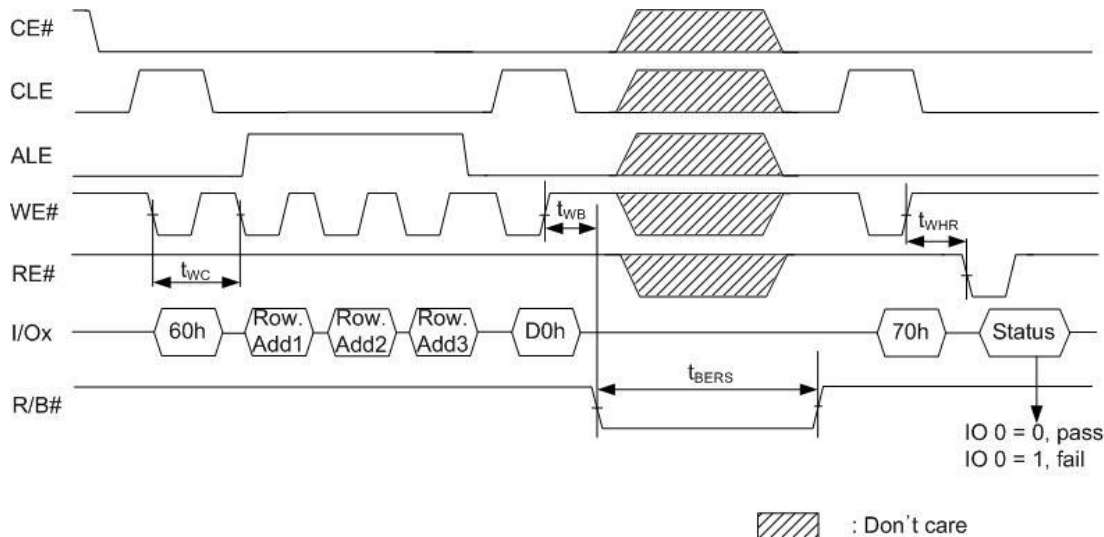 CE#
CLE
ALE
WE#
tWB
tWHR
tWC
RE#
I/Ox
60h
Row.
Add1
Row.
Add2
Row.
Add3
D0h
70h
Status
tBERS
R/B#
IO 0 = 0, pass
IO 0 = 1, fail
: Don't care